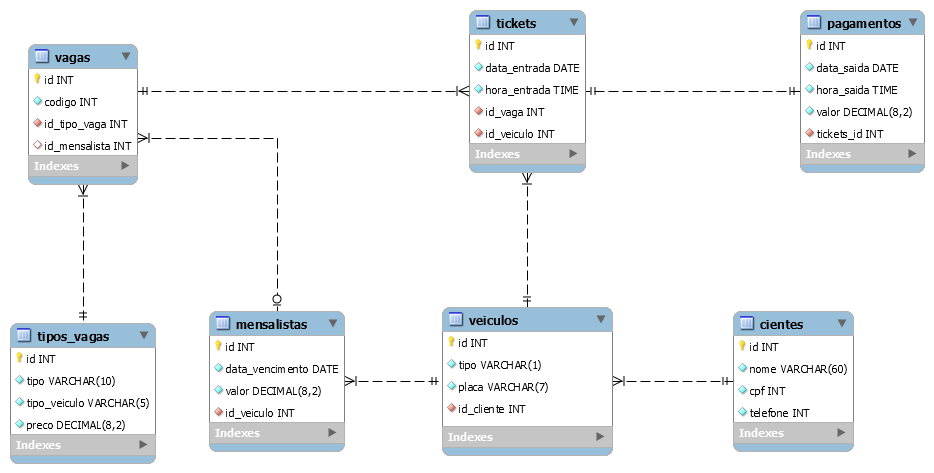 vagas
id INT
codigo INT
id_tipo_vaga INT
id_mensalista INT
Indexes
tickets
id INT
data_entrada DATE
hora_entrada TIME
id_vaga INT
id_veiculo INT
Indexes
pagamentos
id INT
data_saida DATE
hora_saida TIME
valor DECIMAL(8,2)
tickets_id INT
Indexes
tipos_vagas
id INT
tipo VARCHAR(10)
tipo_veiculo VARCHAR(5)
preco DECIMAL(8,2)
Indexes
mensalistas
id INT
data_vencimento DATE
valor DECIMAL(8,2)
id_veiculo INT
Indexes
veiculos
id INT
tipo VARCHAR(1)
placa VARCHAR(7)
id_cliente INT
Indexes
cientes
id INT
nome VARCHAR(60)
cpf INT
telefone INT
Indexes